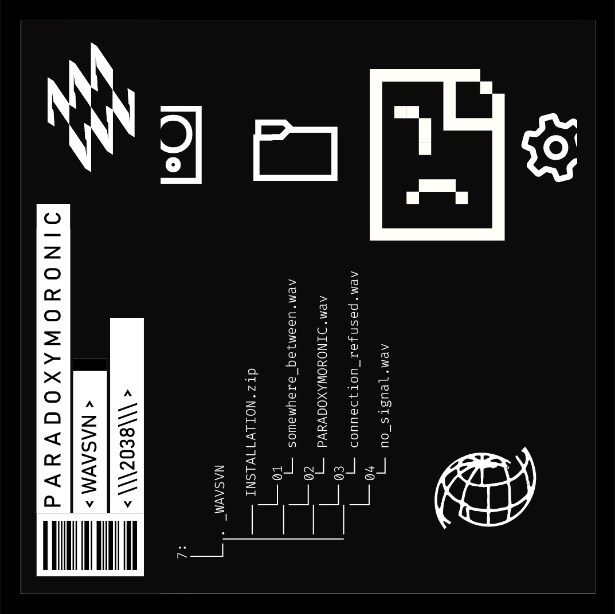 PARADOXYMORONIC
< WAVSVN >
<\\\2038\\\ >
7:
. _WAVSVN
INSTALLATION.zip
01
somewhere_between.wav
02
PARADOXYMORONIC.wav
03
connection_refused.wav
04
no_signal.wav